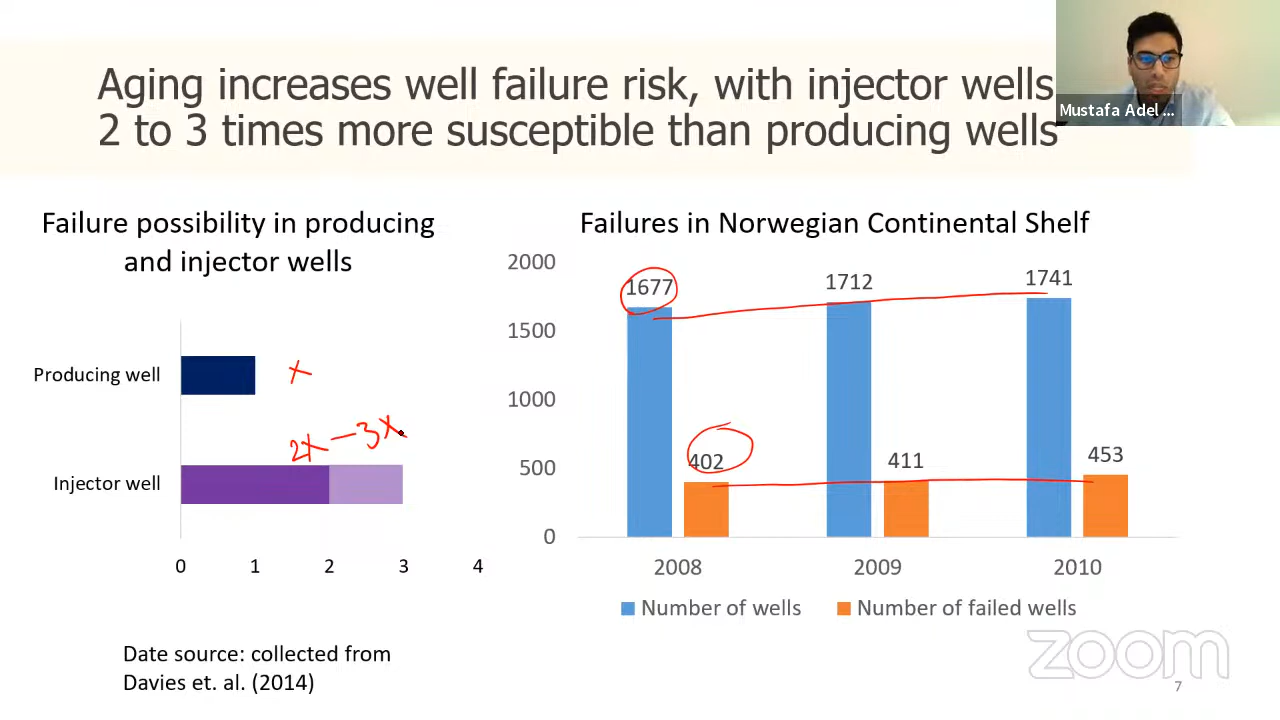 Aging increases well failure risk, with injector wells
2 to 3 times more susceptible than producing wells
Mustafa Adel ...
Failure possibility in producing
and injector wells
Producing well
x
2x – 3x
Injector well
0 1 2 3 4
Failures in Norwegian Continental Shelf
2000
1500
1000
500
0
1677 1712 1741
402 411 453
2008 2009 2010
Number of wells Number of failed wells
Date source: collected from
Davies et. al. (2014)
zoom
7